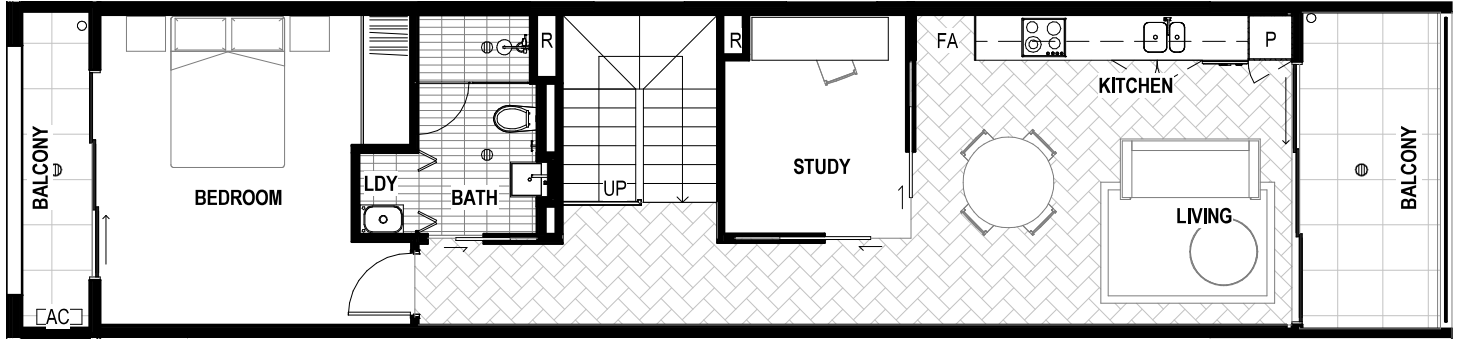 R
R
FA
P
KITCHEN
BALCONY
BEDROOM
LDY
BATH
UP
STUDY
LIVING
BALCONY
AC